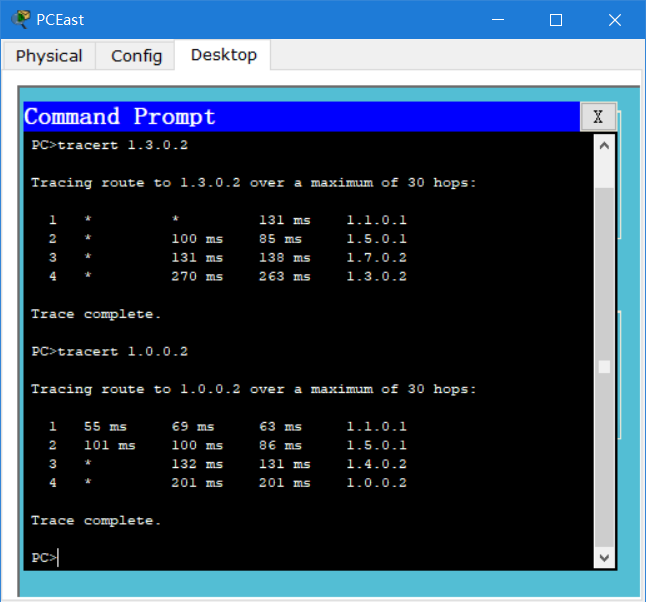 PCEast
Physical Config Desktop
Command Prompt X
PC>tracert 1.3.0.2
Tracing route to 1.3.0.2 over a maximum of 30 hops:
1 * * 131 ms 1.1.0.1
2 * 100 ms 85 ms 1.5.0.1
3 * 131 ms 138 ms 1.7.0.2
4 * 270 ms 263 ms 1.3.0.2
Trace complete.
PC>tracert 1.0.0.2
Tracing route to 1.0.0.2 over a maximum of 30 hops:
1 55 ms 69 ms 63 ms 1.1.0.1
2 101 ms 100 ms 86 ms 1.5.0.1
3 * 132 ms 131 ms 1.4.0.2
4 * 201 ms 201 ms 1.0.0.2
Trace complete.
PC>